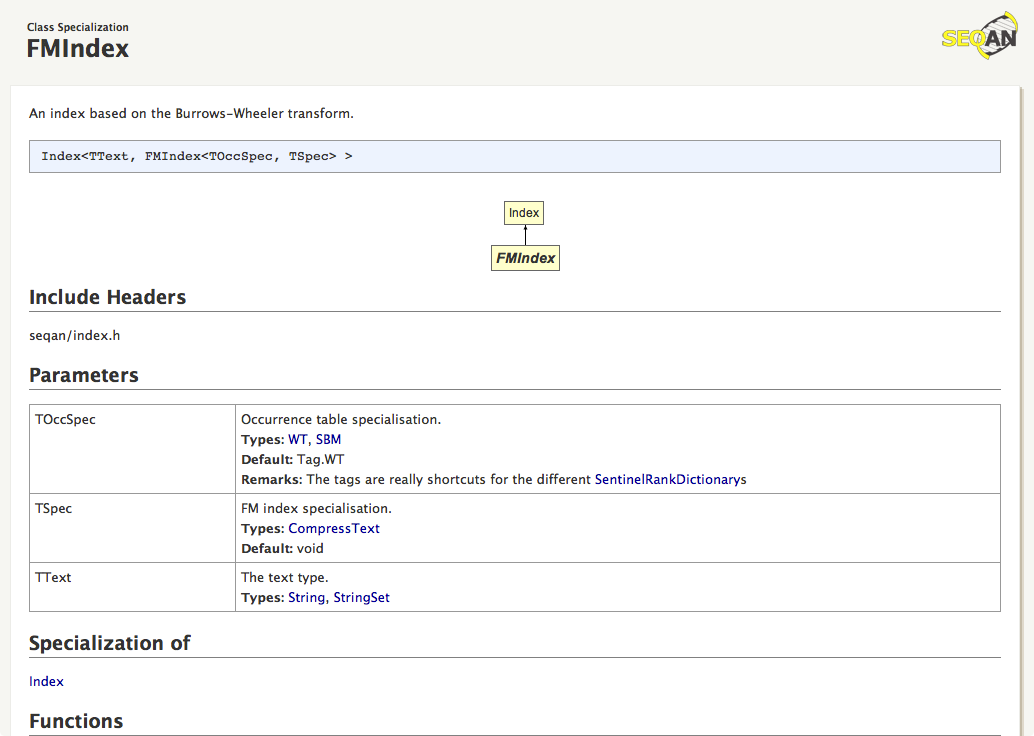 Class Specialization
FMIndex
SEQAN
An index based on the Burrows-Wheeler transform.
Index<TText, FMIndex<TOccSpec, TSpec> >
Index
FMIndex
Include Headers
seqan/index.h
Parameters
TOccSpec
Occurrence table specialisation.
Types: WT, SBM
Default: Tag.WT
Remarks: The tags are really shortcuts for the different SentinelRankDictionarys
TSpec
FM index specialisation.
Types: CompressText
Default: void
TText
The text type.
Types: String, StringSet
Specialization of
Index
Functions